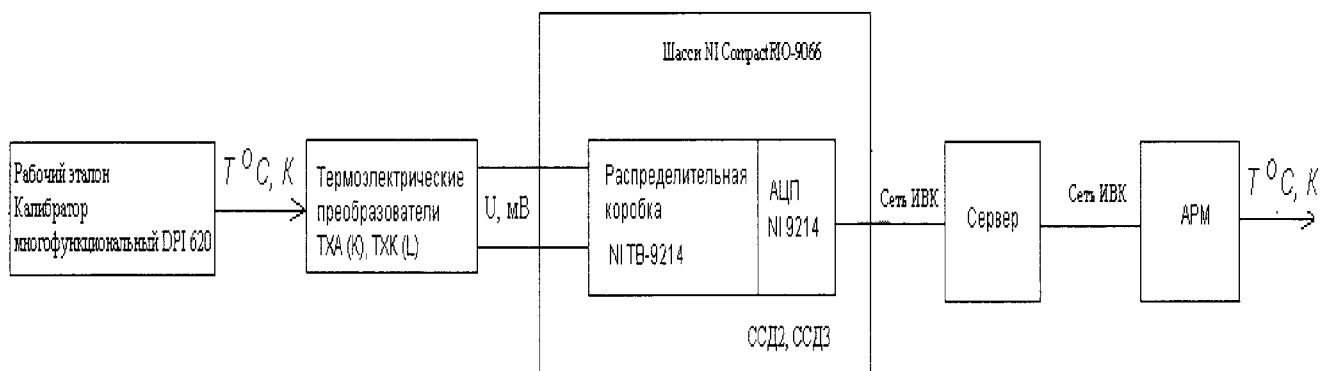 Шасси NI CompactRIO-9066
Рабочий эталон
Калибратор
многофункциональный DPI 620
T °C, K
Термоэлектрические
преобразователи
ТХА (К), ТХК (L)
U, мВ
Распределительная
коробка
NI TB-9214
АЦП
NI 9214
ССД2, ССД3
Сеть ИВК
Сервер
Сеть ИВК
АРМ
T °C, K